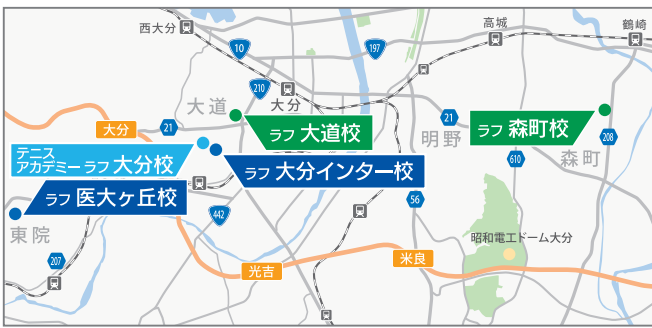 西大分
高城
鶴崎
10
197
210
大道
大分
大分
21
21
ラフ 大道校
明野
ラフ 森町校
208
テニス
アカデミー ラフ 大分校
ラフ 大分インター校
610
森町
ラフ 医大ヶ丘校
56
442
東院
昭和電工ドーム大分
207
光吉
米良